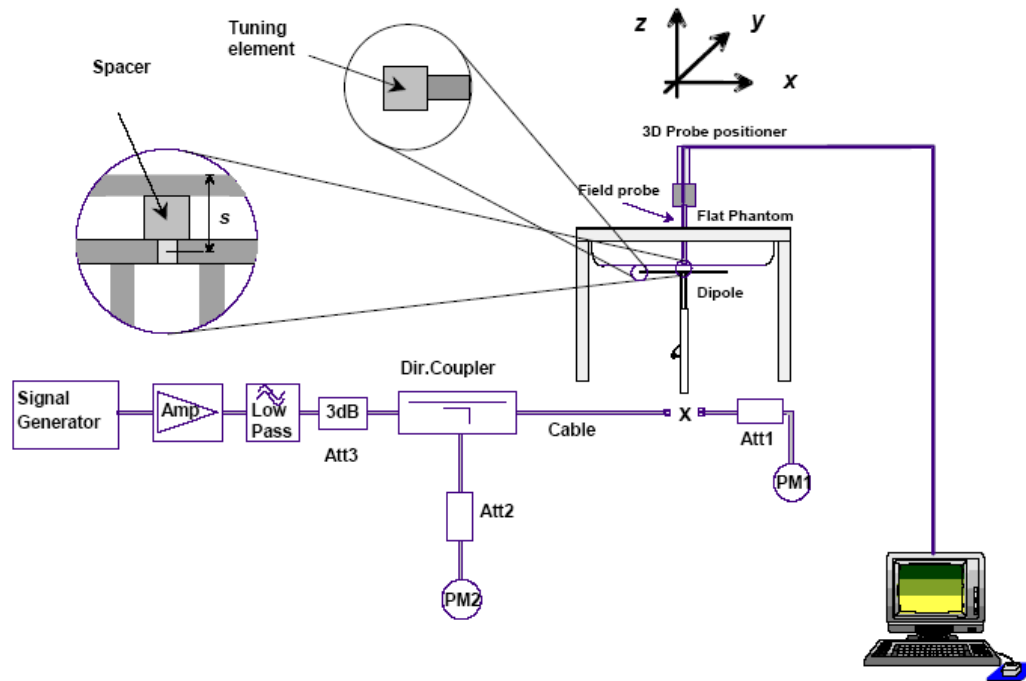 Tuning
element
Spacer
s
z
y
x
3D Probe positioner
Field probe
Flat Phantom
Dipole
Dir.Coupler
Signal
Generator
Amp
Low
Pass
3dB
Att3
Cable
X
Att1
PM1
Att2
PM2